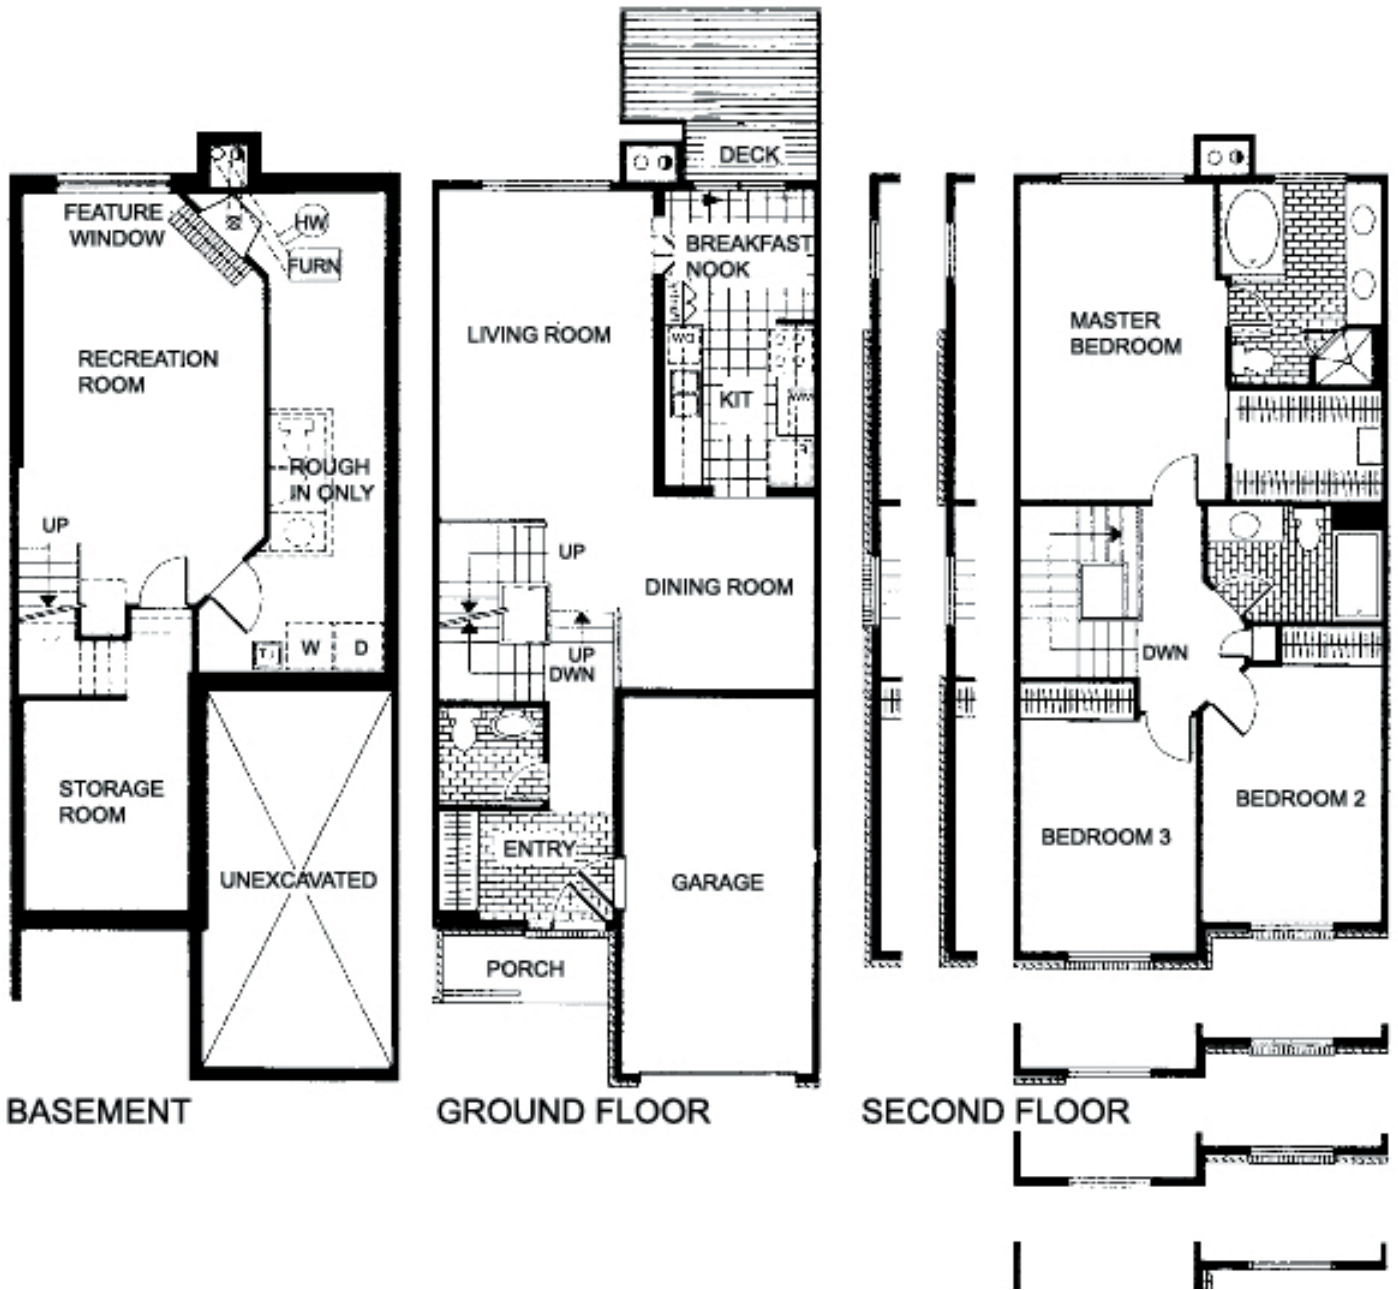 FEATURE
WINDOW
HW
FURN
RECREATION
ROOM
ROUGH
IN ONLY
UP
W
D
STORAGE
ROOM
UNEXCAVATED
BASEMENT
DECK
BREAKFAST
NOOK
LIVING ROOM
KIT
UP
DINING ROOM
UP
DWN
ENTRY
GARAGE
PORCH
GROUND FLOOR
MASTER
BEDROOM
DWN
BEDROOM 2
BEDROOM 3
SECOND FLOOR